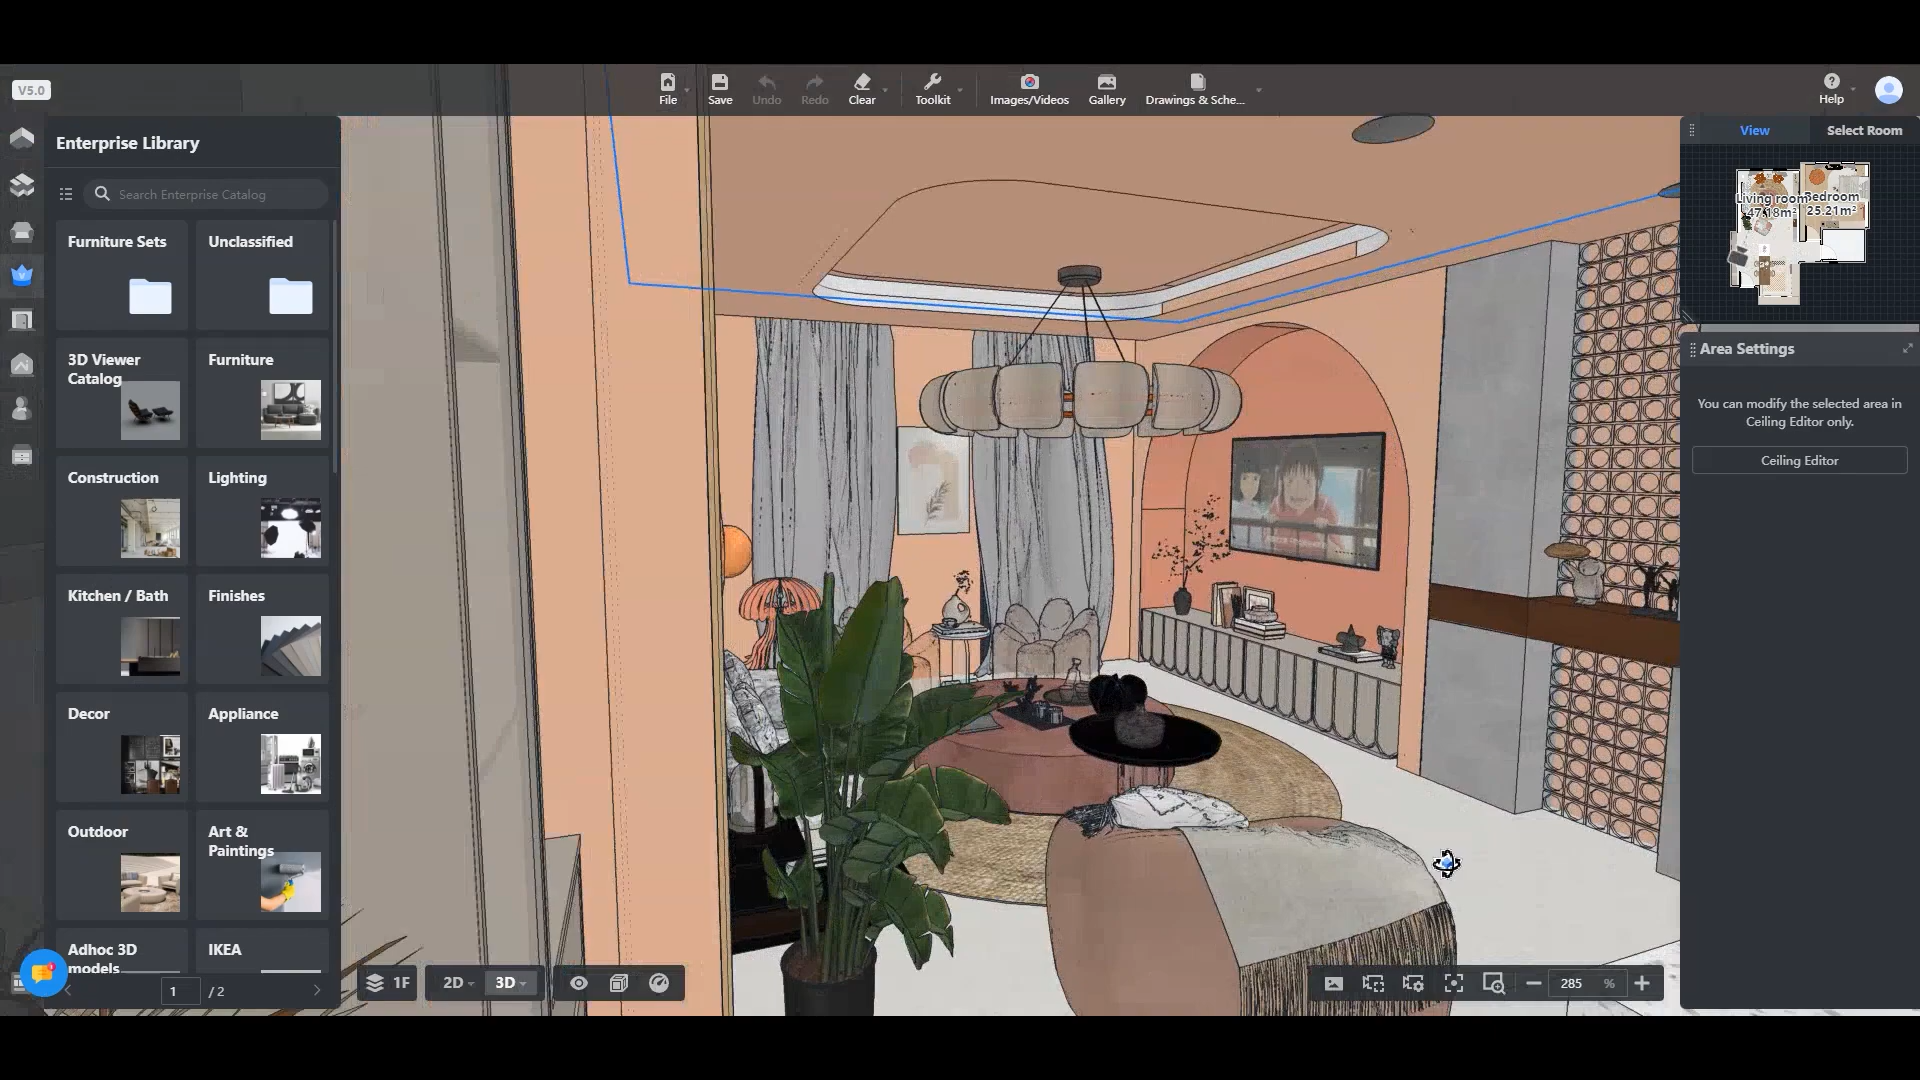 V5.0
File
Save
Undo
Redo
Clear
Toolkit
Images/Videos
Gallery
Drawings & Sche...
Help
Enterprise Library
Search Enterprise Catalog
Furniture Sets
Unclassified
3D Viewer
Catalog
Furniture
Construction
Lighting
Kitchen / Bath
Finishes
Decor
Appliance
Outdoor
Art &
Paintings
Adhoc 3D
models
IKEA
1 / 2
1F
2D
3D
285 %
View
Select Room
Living room
47.18m²
Bedroom
25.21m²
Area Settings
You can modify the selected area in
Ceiling Editor only.
Ceiling Editor